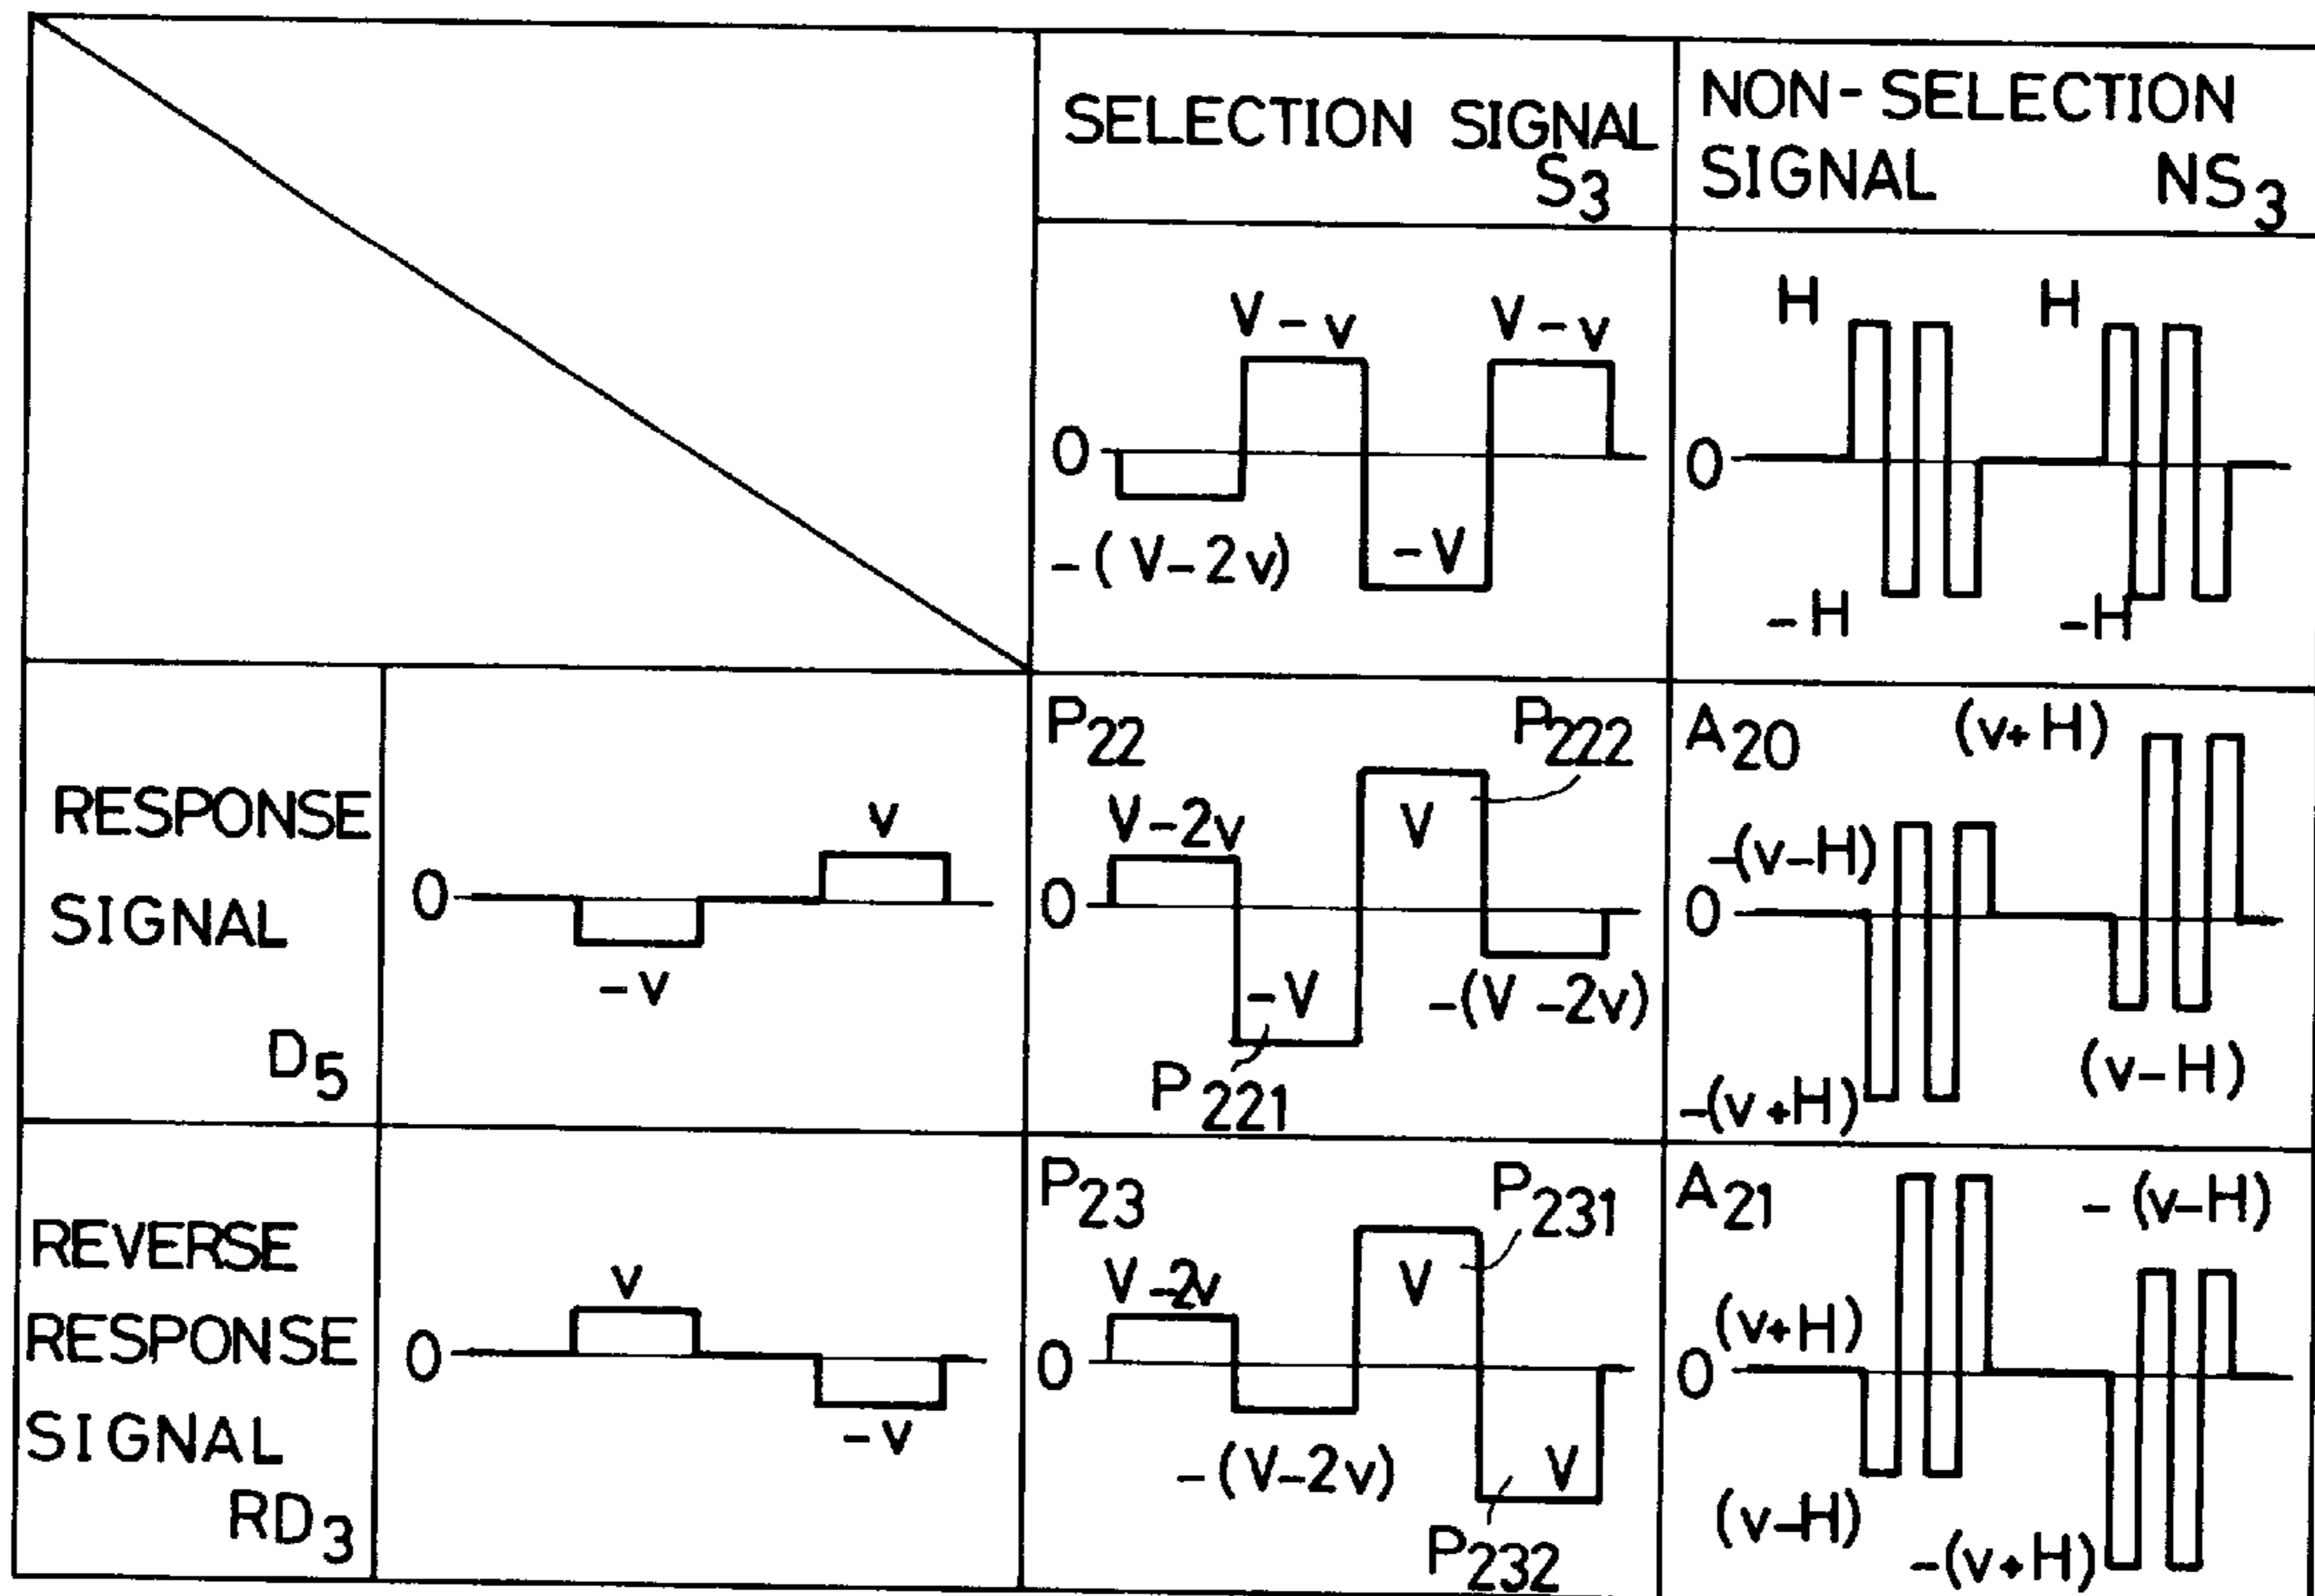 SELECTION SIGNAL
S3
NON-SELECTION
SIGNAL NS3
V-v
V-v
0
-(V-2v)
-V
H
H
0
-H
-H
RESPONSE
SIGNAL
D5
v
0
-v
P22
P222
V-2v
V
0
-V
-(V-2v)
P221
A20
(v+H)
-(v-H)
0
(v-H)
-(v+H)
REVERSE
RESPONSE
SIGNAL
RD3
v
0
-v
P23
P231
V-2v
V
0
-(V-2v)
V
P232
A21
-(v-H)
(v+H)
0
(v-H)
-(v+H)